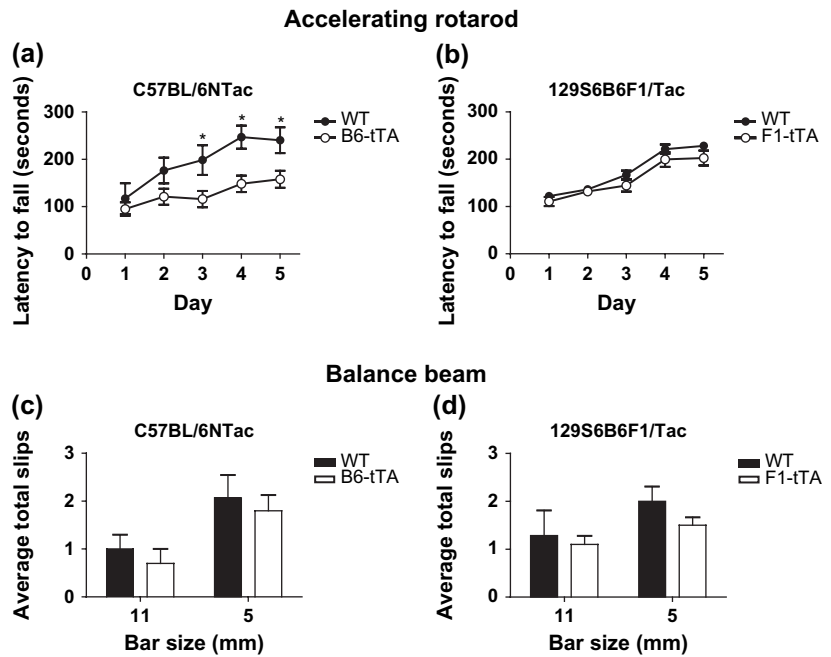 Accelerating rotarod
(a)
C57BL/6NTac
Latency to fall (seconds)
300
200
100
0
0 1 2 3 4 5
Day
* * *
WT
B6-tTA
(b)
129S6B6F1/Tac
Latency to fall (seconds)
300
200
100
0
0 1 2 3 4 5
Day
WT
F1-tTA
Balance beam
(c)
C57BL/6NTac
Average total slips
3
2
1
0
11 5
Bar size (mm)
WT
B6-tTA
(d)
129S6B6F1/Tac
Average total slips
3
2
1
0
11 5
Bar size (mm)
WT
F1-tTA